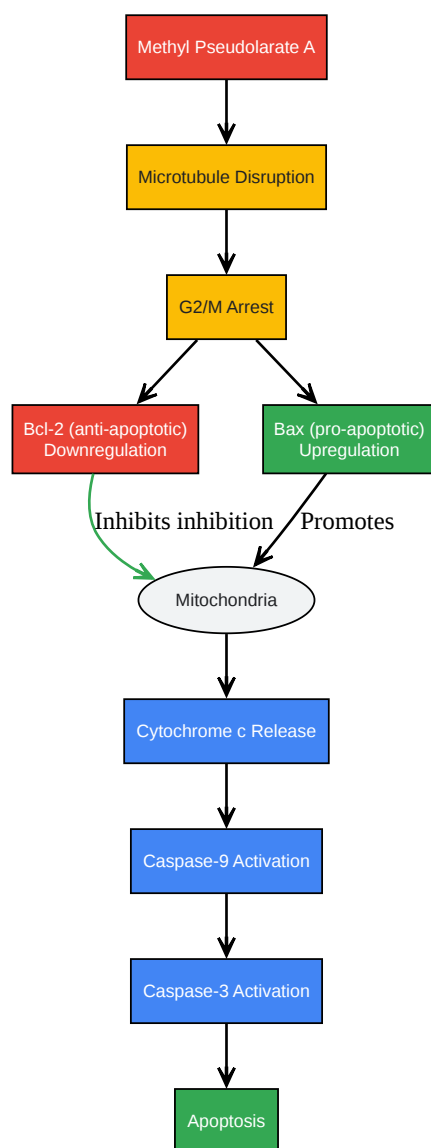 Methyl Pseudolarate A
Microtubule Disruption
G2/M Arrest
Bcl-2 (anti-apoptotic)
Downregulation
Bax (pro-apoptotic)
Upregulation
Inhibits inhibition
Promotes
Mitochondria
Cytochrome c Release
Caspase-9 Activation
Caspase-3 Activation
Apoptosis